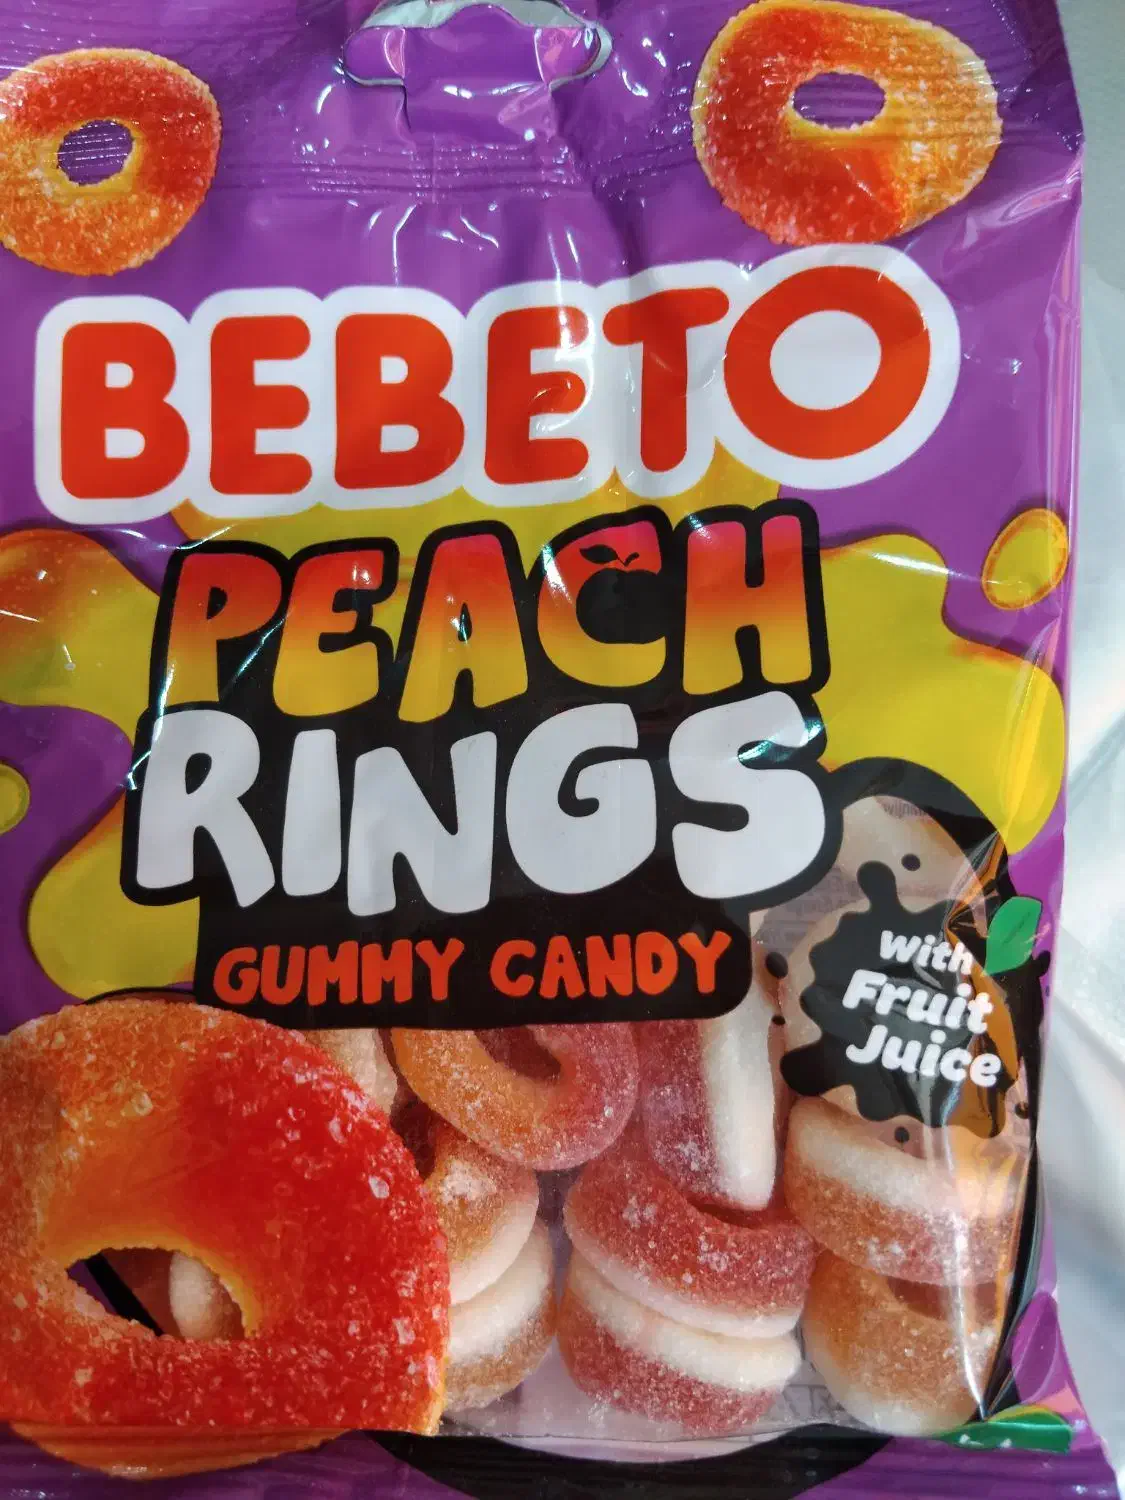 BEBETO
PEACH
RINGS
GUMMY CANDY
with
Fruit
Juice